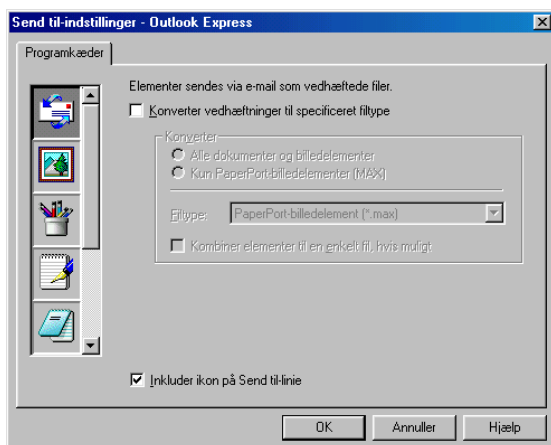 Send til-indstillinger - Outlook Express
Programkæder
Elementer sendes via e-mail som vedhæftede filer.
Konverter vedhæftninger til specificeret filtype
Konverter
Alle dokumenter og billedelementer
Kun PaperPort-billedelementer (MAX)
Filtype: PaperPort-billedelement (*.max)
Kombiner elementer til en enkelt fil, hvis muligt
Inkluder ikon på Send til-linie
OK Annuller Hjælp